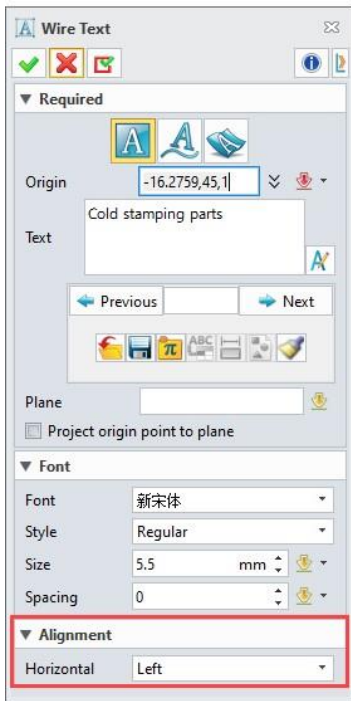 Wire Text
Required
Origin -16.2759,45,1
Text Cold stamping parts
Previous Next
ABC
Plane
Project origin point to plane
Font
Font 新宋体
Style Regular
Size 5.5 mm
Spacing 0
Alignment
Horizontal Left